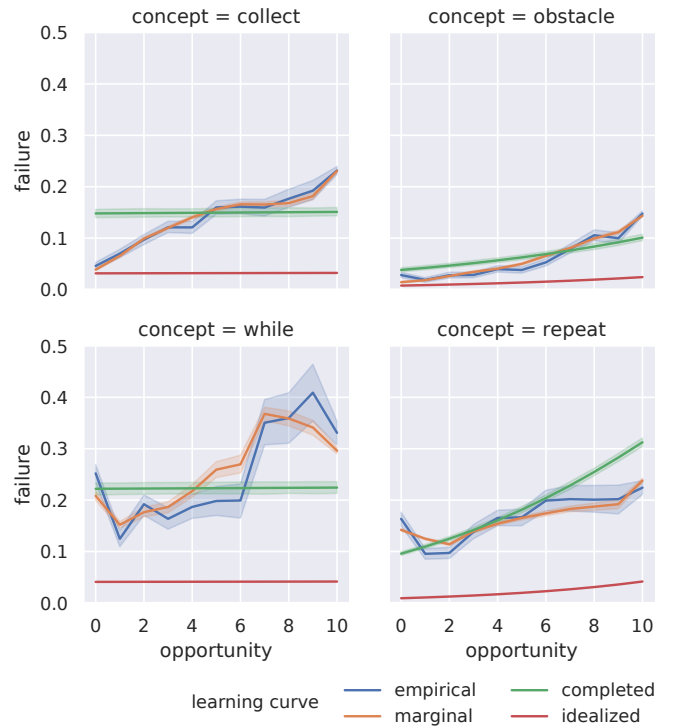 concept = collect
concept = obstacle
0.5
0.4
0.3
0.2
0.1
0.0
failure
concept = while
concept = repeat
0.5
0.4
0.3
0.2
0.1
0.0
failure
0 2 4 6 8 10
0 2 4 6 8 10
opportunity
opportunity
learning curve
empirical
marginal
completed
idealized